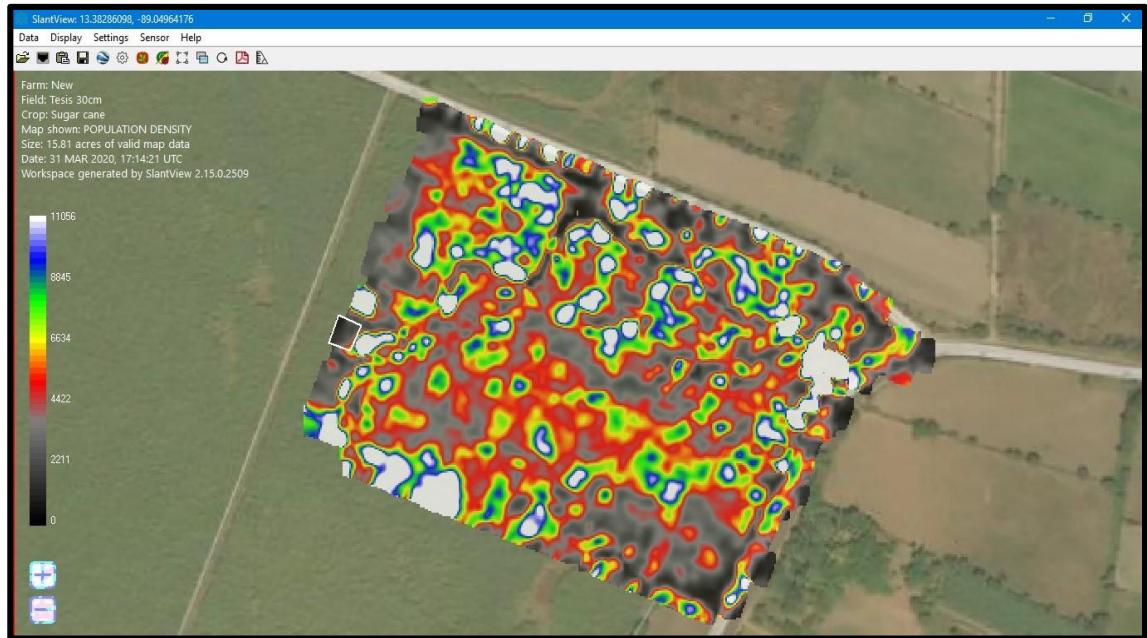 SlantView: 13.38286098, -89.04964176
Data Display Settings Sensor Help
Farm: New
Field: Tesis 30cm
Crop: Sugar cane
Map shown: POPULATION DENSITY
Size: 15.81 acres of valid map data
Date: 31 MAR 2020, 17:14:21 UTC
Workspace generated by SlantView 2.15.0.2509
11056
8845
6634
4422
2211
0